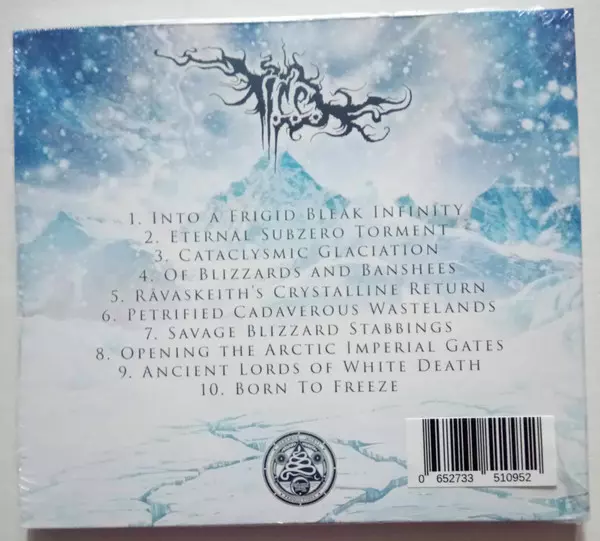 I.C.E.
1. Into a Frigid Bleak Infinity
2. Eternal Subzero Torment
3. Cataclysmic Glaciation
4. Of Blizzards and Banshees
5. Rávaskeith's Crystalline Return
6. Petrified Cadaverous Wastelands
7. Savage Blizzard Stabbings
8. Opening the Arctic Imperial Gates
9. Ancient Lords of White Death
10. Born To Freeze
0 652733 510952